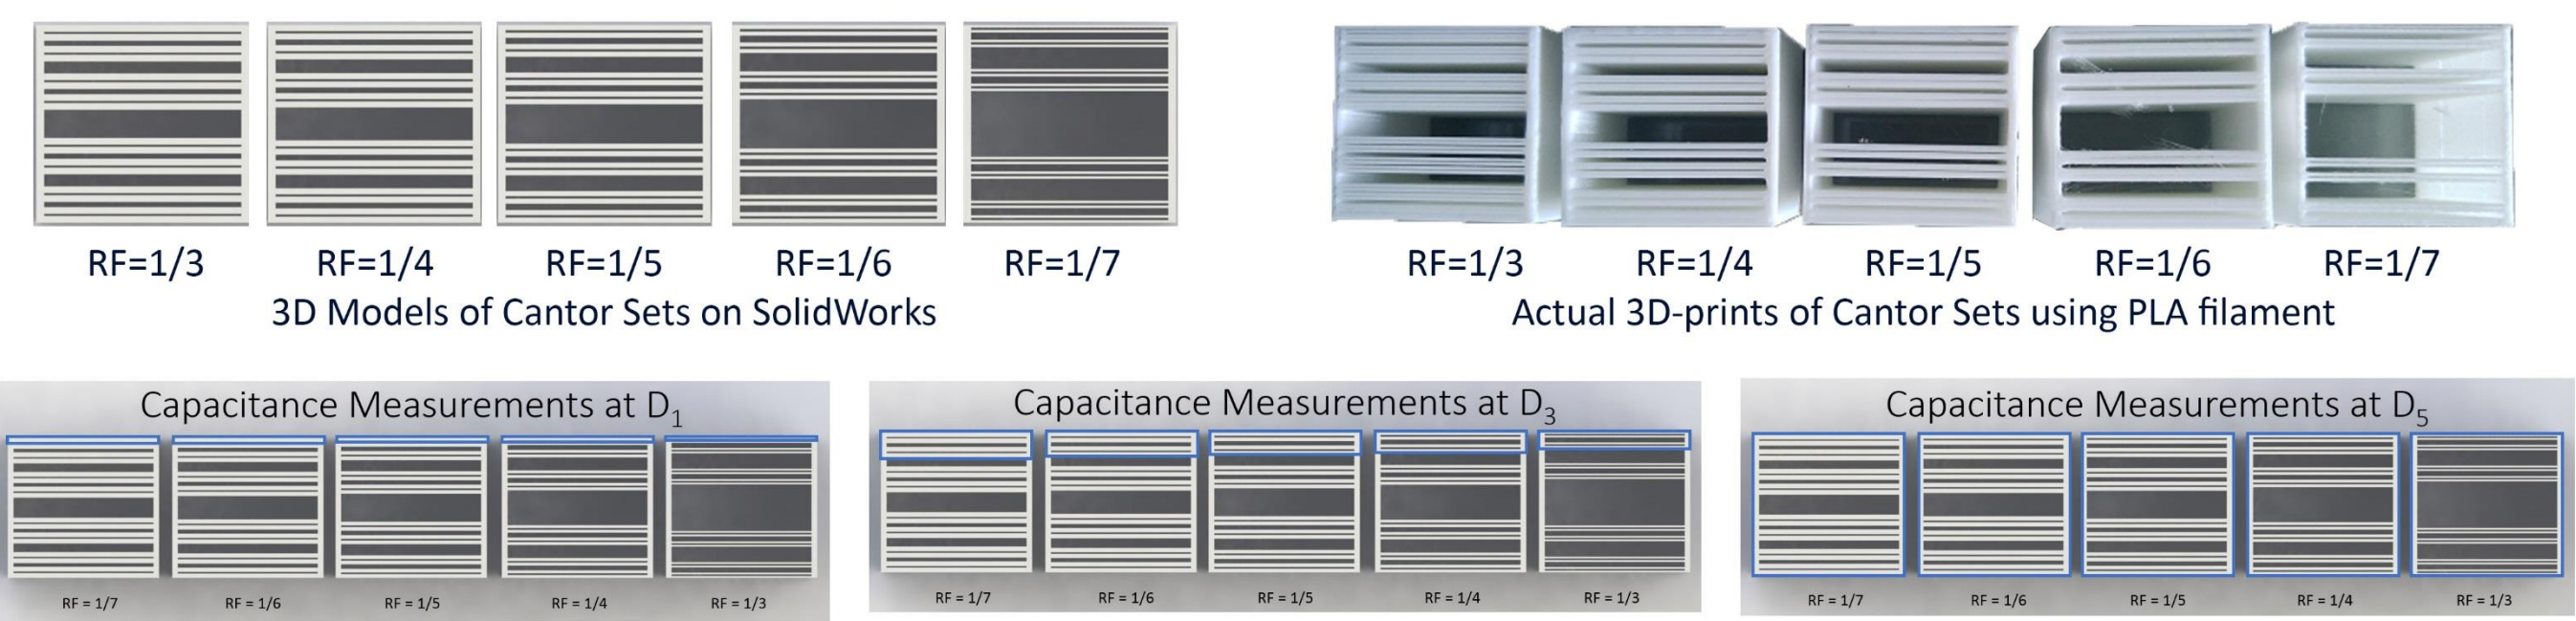 RF=1/3 RF=1/4 RF=1/5 RF=1/6 RF=1/7
3D Models of Cantor Sets on SolidWorks
RF=1/3 RF=1/4 RF=1/5 RF=1/6 RF=1/7
Actual 3D-prints of Cantor Sets using PLA filament
Capacitance Measurements at D₁
RF = 1/7 RF = 1/6 RF = 1/5 RF = 1/4 RF = 1/3
Capacitance Measurements at D₃
RF = 1/7 RF = 1/6 RF = 1/5 RF = 1/4 RF = 1/3
Capacitance Measurements at D₅
RF = 1/7 RF = 1/6 RF = 1/5 RF = 1/4 RF = 1/3